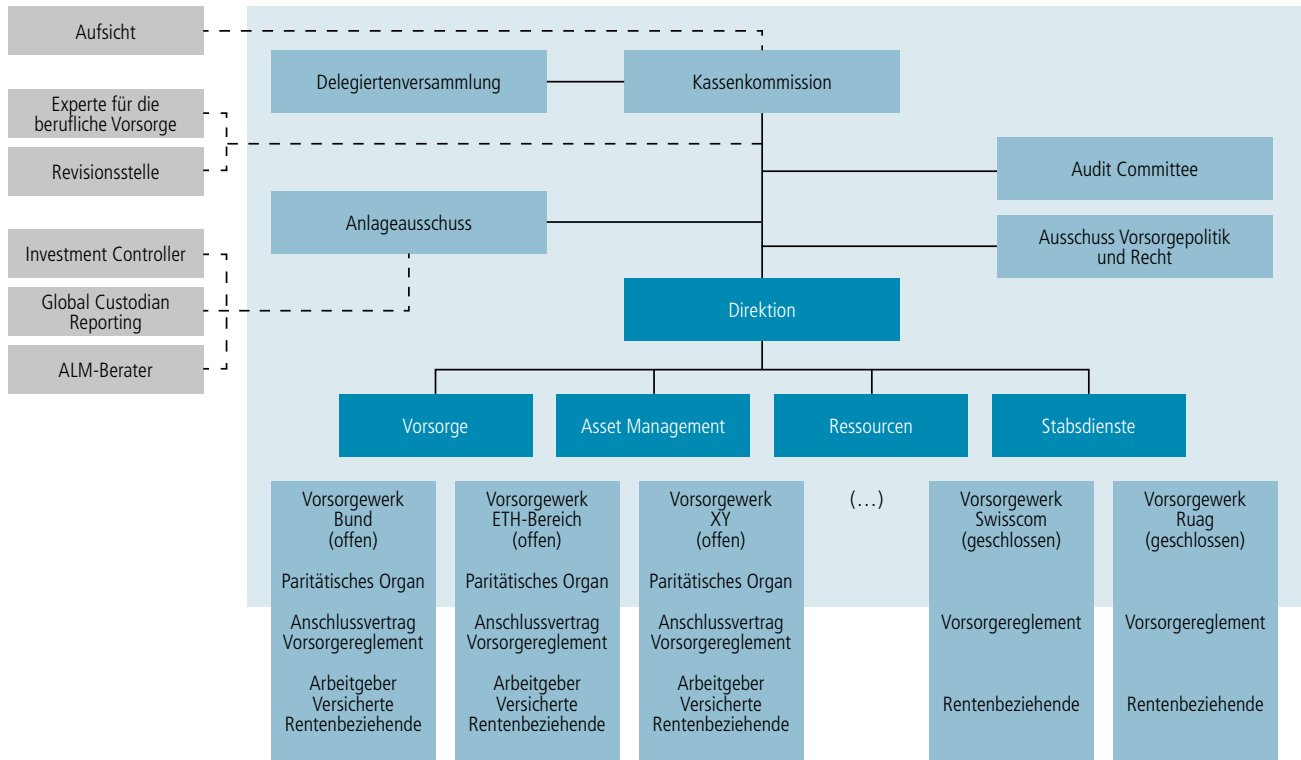 Aufsicht
Delegiertenversammlung
Kassenkommission
Experte für die
berufliche Vorsorge
Revisionsstelle
Audit Committee
Anlageausschuss
Ausschuss Vorsorgepolitik
und Recht
Investment Controller
Global Custodian
Reporting
ALM-Berater
Direktion
Vorsorge
Asset Management
Ressourcen
Stabsdienste
Vorsorgewerk
Bund
(offen)
Paritätisches Organ
Anschlussvertrag
Vorsorgereglement
Arbeitgeber
Versicherte
Rentenbeziehende
Vorsorgewerk
ETH-Bereich
(offen)
Paritätisches Organ
Anschlussvertrag
Vorsorgereglement
Arbeitgeber
Versicherte
Rentenbeziehende
Vorsorgewerk
XY
(offen)
Paritätisches Organ
Anschlussvertrag
Vorsorgereglement
Arbeitgeber
Versicherte
Rentenbeziehende
(…)
Vorsorgewerk
Swisscom
(geschlossen)
Vorsorgereglement
Rentenbeziehende
Vorsorgewerk
Ruag
(geschlossen)
Vorsorgereglement
Rentenbeziehende